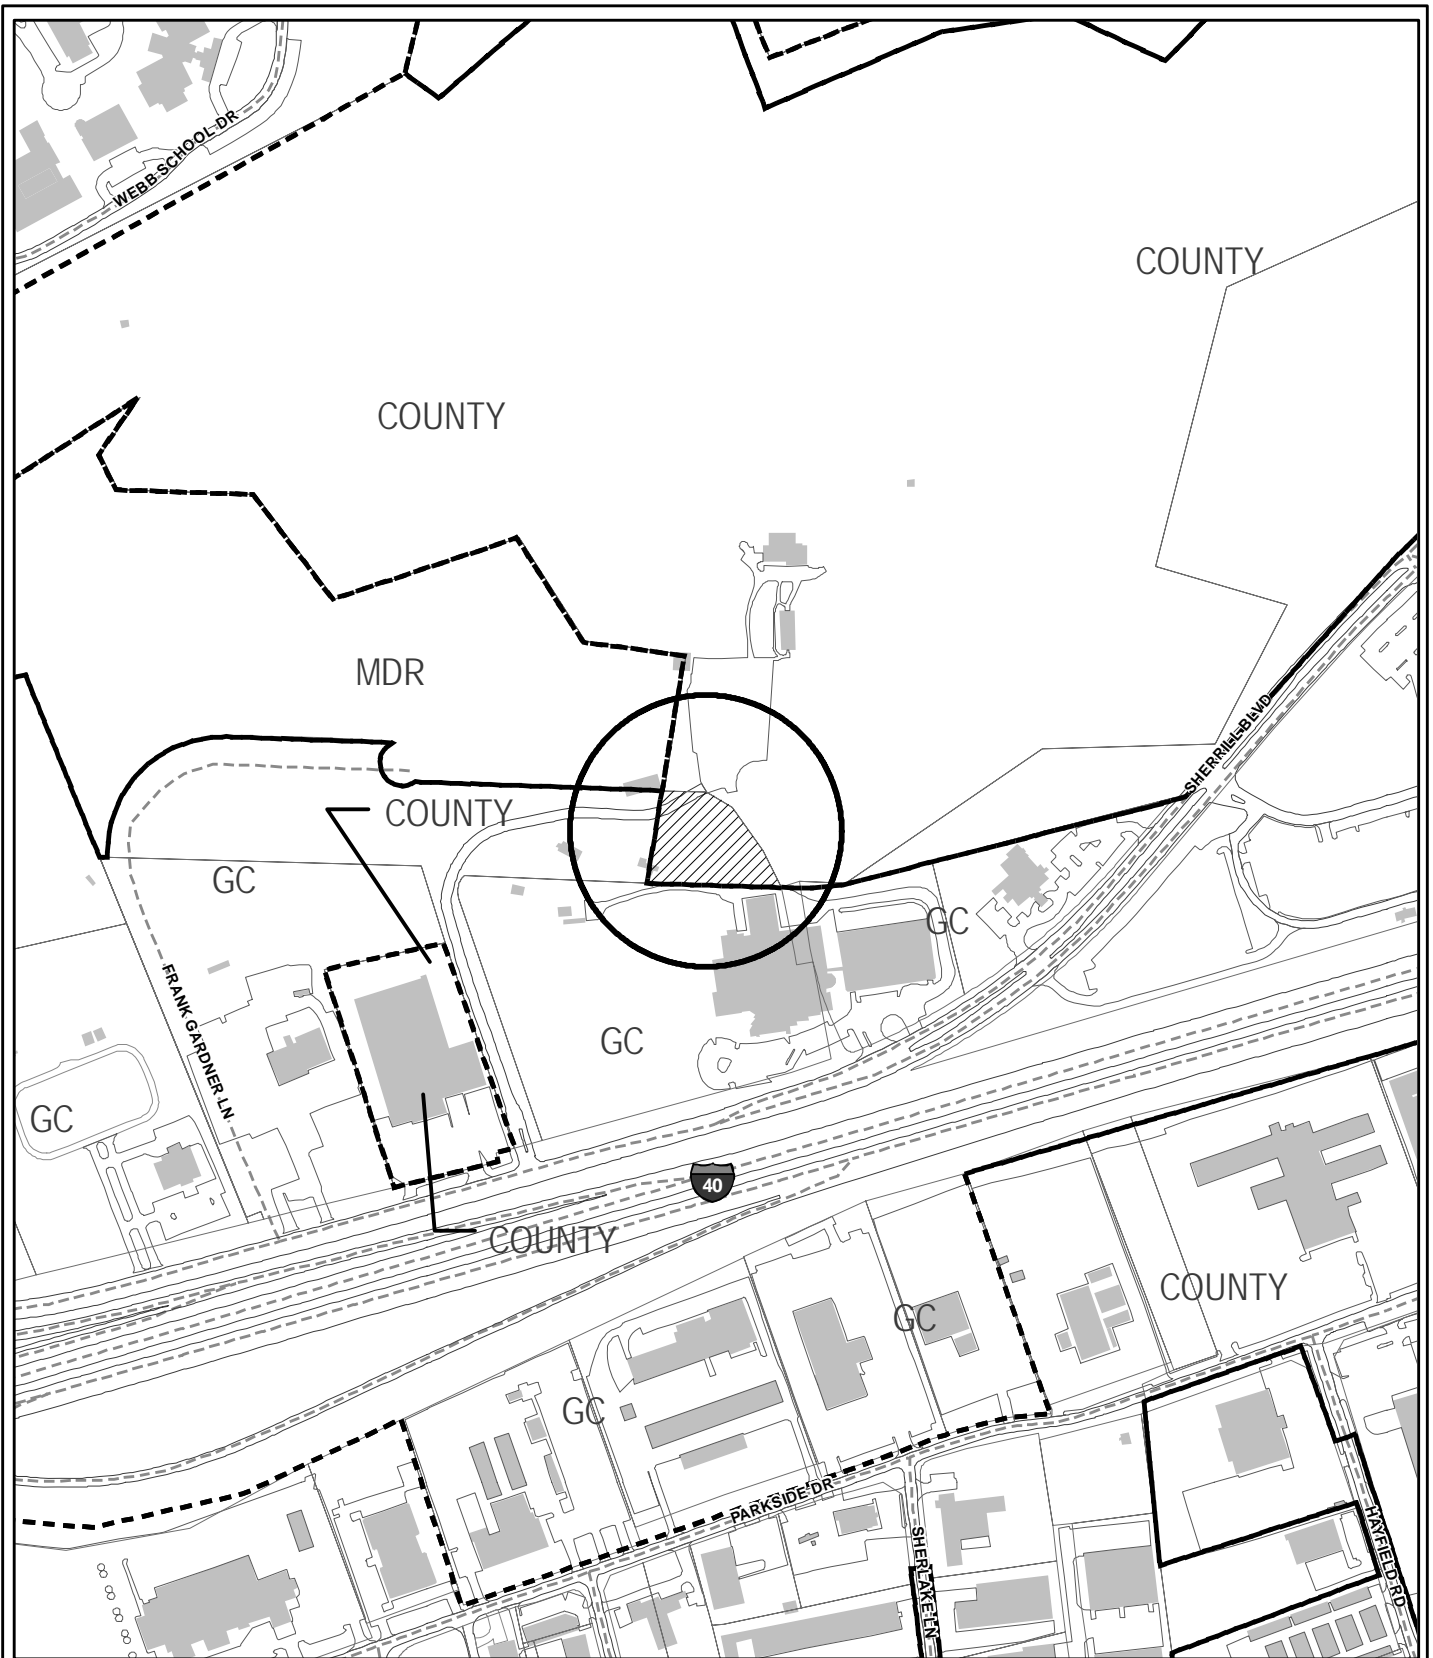 WEBB SCHOOL DR
COUNTY
COUNTY
MDR
SHERRILL BLVD
COUNTY
GC
GC
FRANK GARDNER LN
GC
GC
40
COUNTY
COUNTY
GC
GC
PARKSIDE DR
SHERLAKE LN
HAYFIELD RD